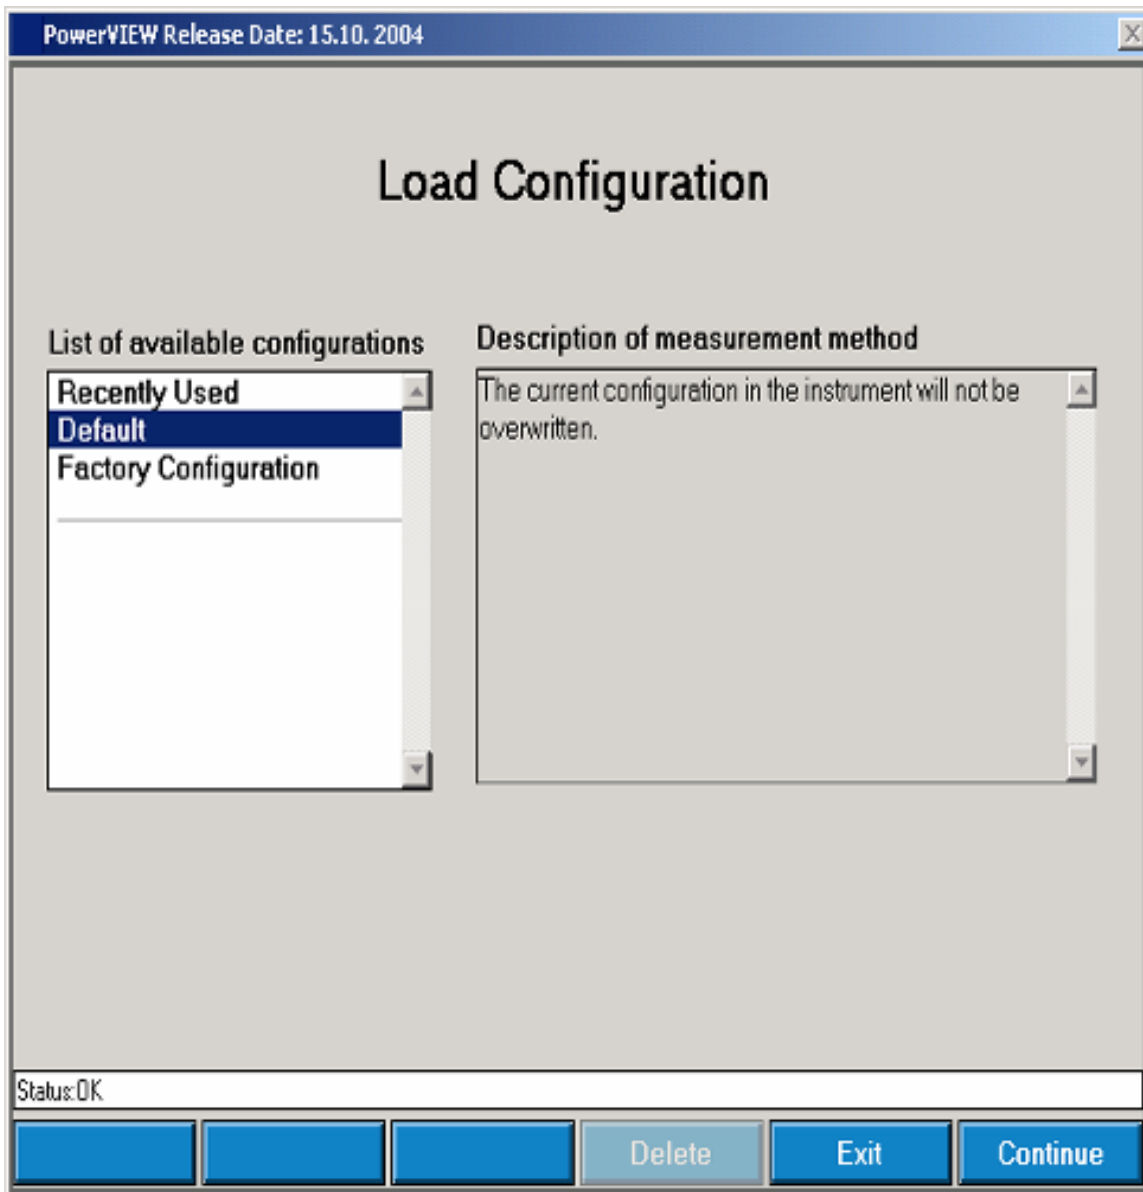 PowerVIEW Release Date: 15.10. 2004
Load Configuration
List of available configurations
Recently Used
Default
Factory Configuration
Description of measurement method
The current configuration in the instrument will not be
overwritten.
Status:OK
Delete
Exit
Continue